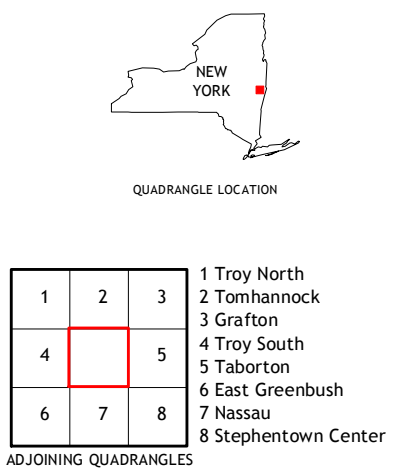 NEW
YORK
QUADRANGLE LOCATION
1 2 3
4 5
6 7 8
ADJOINING QUADRANGLES
1 Troy North
2 Tomhannock
3 Grafton
4 Troy South
5 Taborton
6 East Greenbush
7 Nassau
8 Stephentown Center